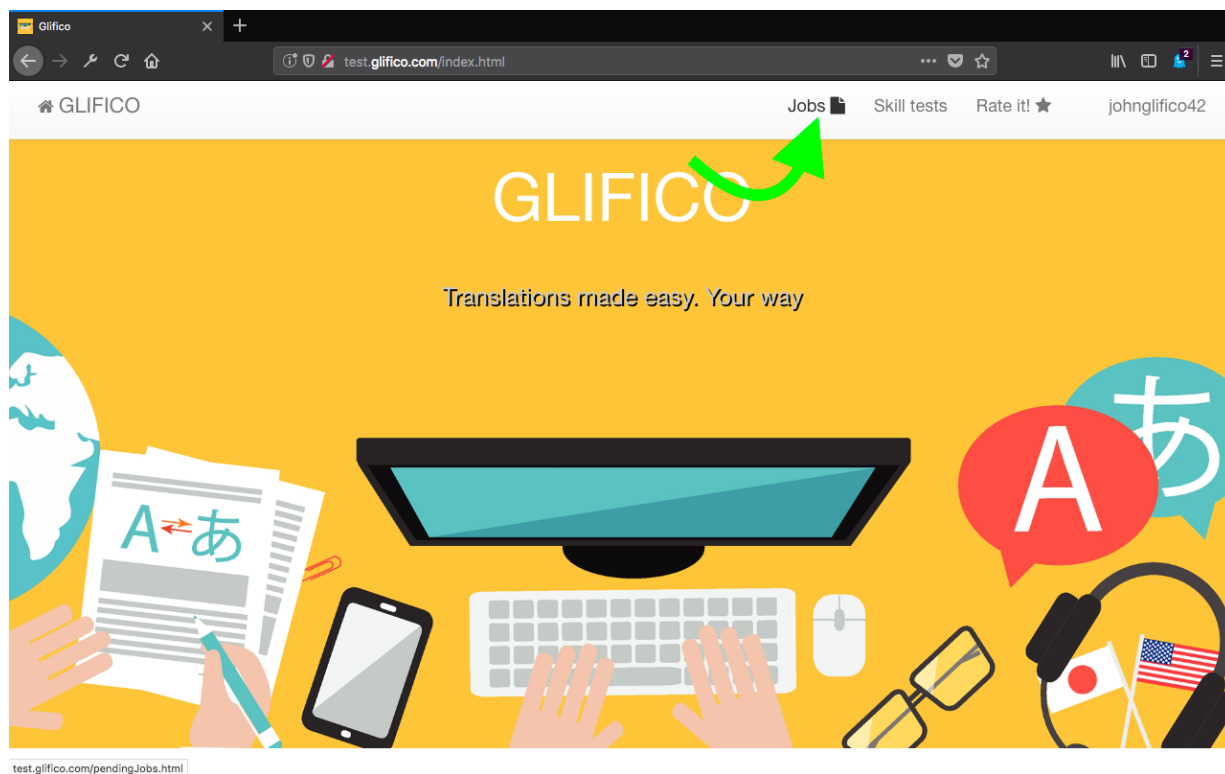 Glifico
test.glifico.com/index.html
2
GLIFICO
Jobs
Skill tests
Rate it!
johnglifico42
GLIFICO
Translations made easy. Your way
A
あ
A
あ
test.glifico.com/pendingJobs.html